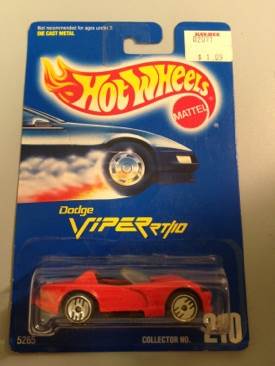 Not recommended for ages under 3
DIE CAST METAL
$ 1.09
Hot Wheels
MATTEL
Dodge
VIPER RT/10
5265
COLLECTOR NO. 210